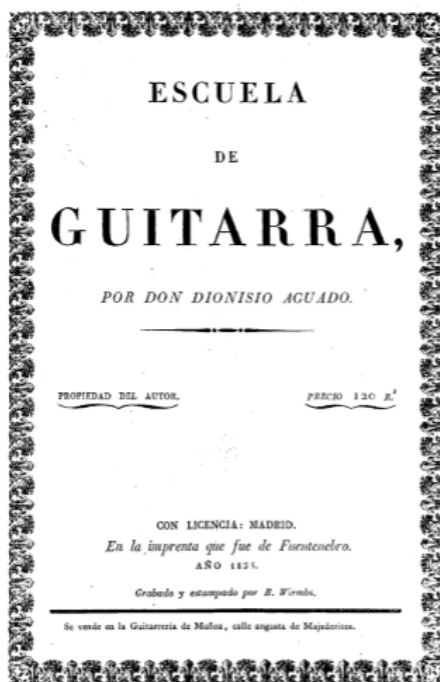 ESCUELA
DE
GUITARRA,
POR DON DIONISIO AGUADO.
PROPIEDAD DEL AUTOR.
PRECIO 120 R.ˢ
CON LICENCIA: MADRID.
En la imprenta que fue de Fuentenebro.
AÑO 1825.
Grabado y estampado por B. Wirmbs.
Se vende en la Guitarrería de Muñoa, calle angosta de Majaderitos.